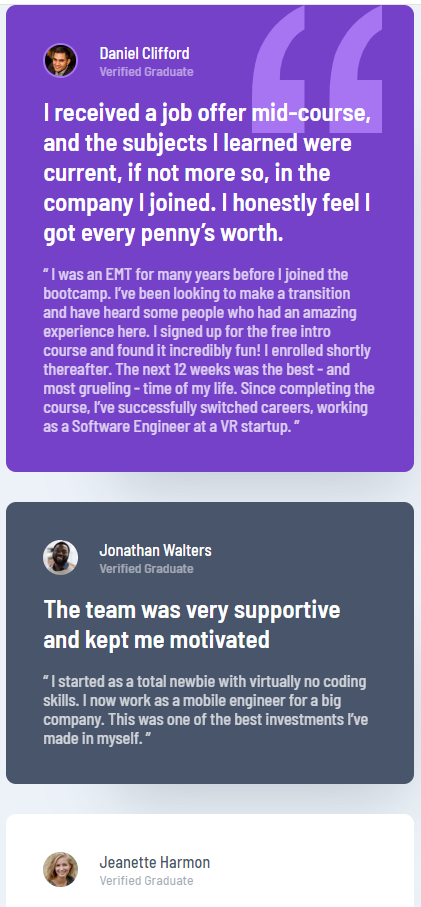 Daniel Clifford
Verified Graduate
I received a job offer mid-course,
and the subjects I learned were
current, if not more so, in the
company I joined. I honestly feel I
got every penny’s worth.
“ I was an EMT for many years before I joined the
bootcamp. I’ve been looking to make a transition
and have heard some people who had an amazing
experience here. I signed up for the free intro
course and found it incredibly fun! I enrolled shortly
thereafter. The next 12 weeks was the best - and
most grueling - time of my life. Since completing the
course, I’ve successfully switched careers, working
as a Software Engineer at a VR startup. ”
Jonathan Walters
Verified Graduate
The team was very supportive
and kept me motivated
“ I started as a total newbie with virtually no coding
skills. I now work as a mobile engineer for a big
company. This was one of the best investments I’ve
made in myself. ”
Jeanette Harmon
Verified Graduate